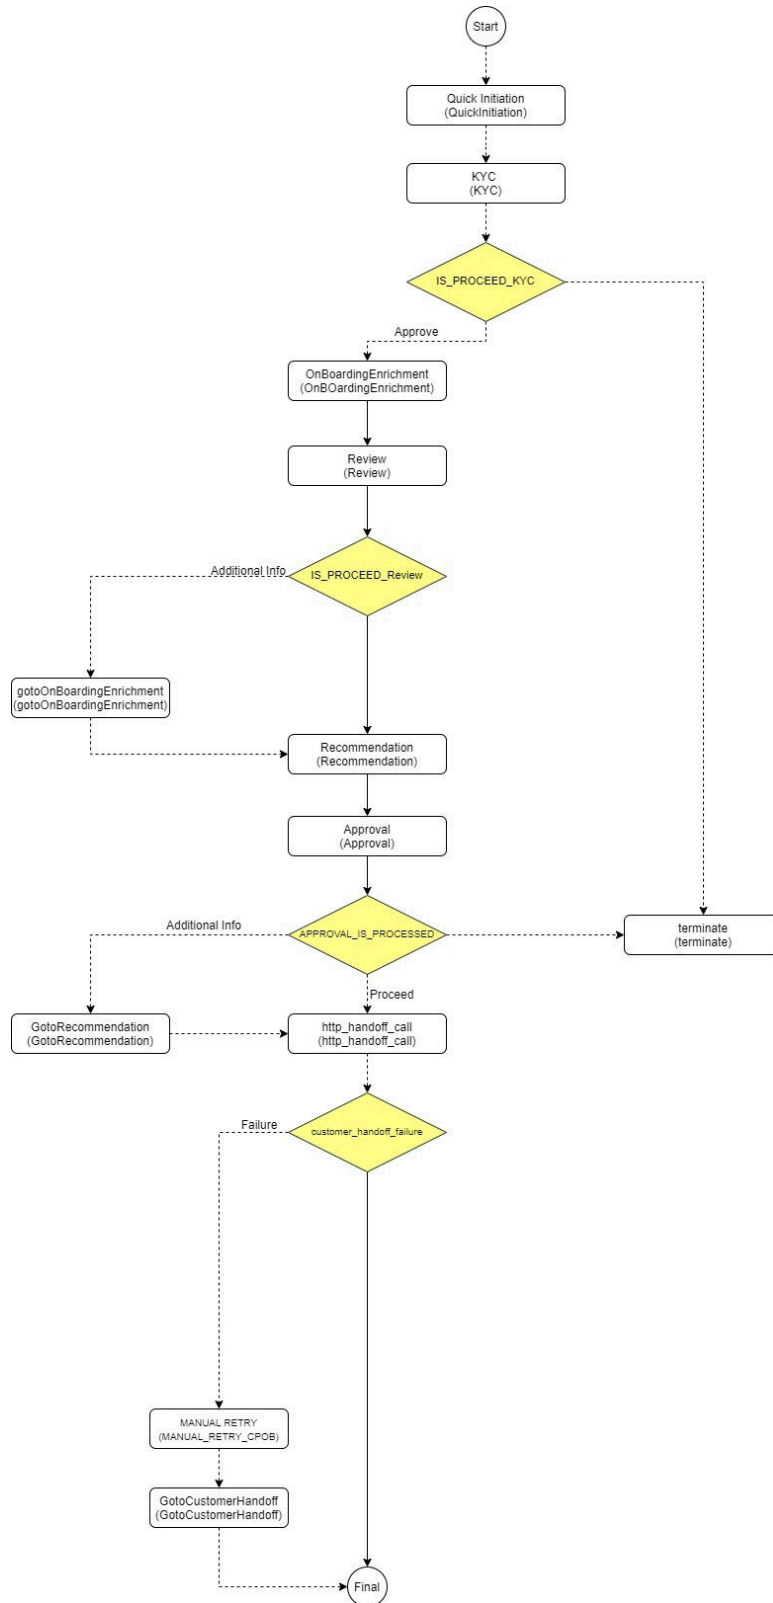 Start
Quick Initiation
(QuickInitiation)
KYC
(KYC)
IS_PROCEED_KYC
Approve
OnBoardingEnrichment
(OnBOardingEnrichment)
Review
(Review)
Additional Info
IS_PROCEED_Review
gotoOnBoardingEnrichment
(gotoOnBoardingEnrichment)
Recommendation
(Recommendation)
Approval
(Approval)
Additional Info
APPROVAL_IS_PROCESSED
terminate
(terminate)
Proceed
GotoRecommendation
(GotoRecommendation)
http_handoff_call
(http_handoff_call)
Failure
customer_handoff_failure
MANUAL RETRY
(MANUAL_RETRY_CPOB)
GotoCustomerHandoff
(GotoCustomerHandoff)
Final